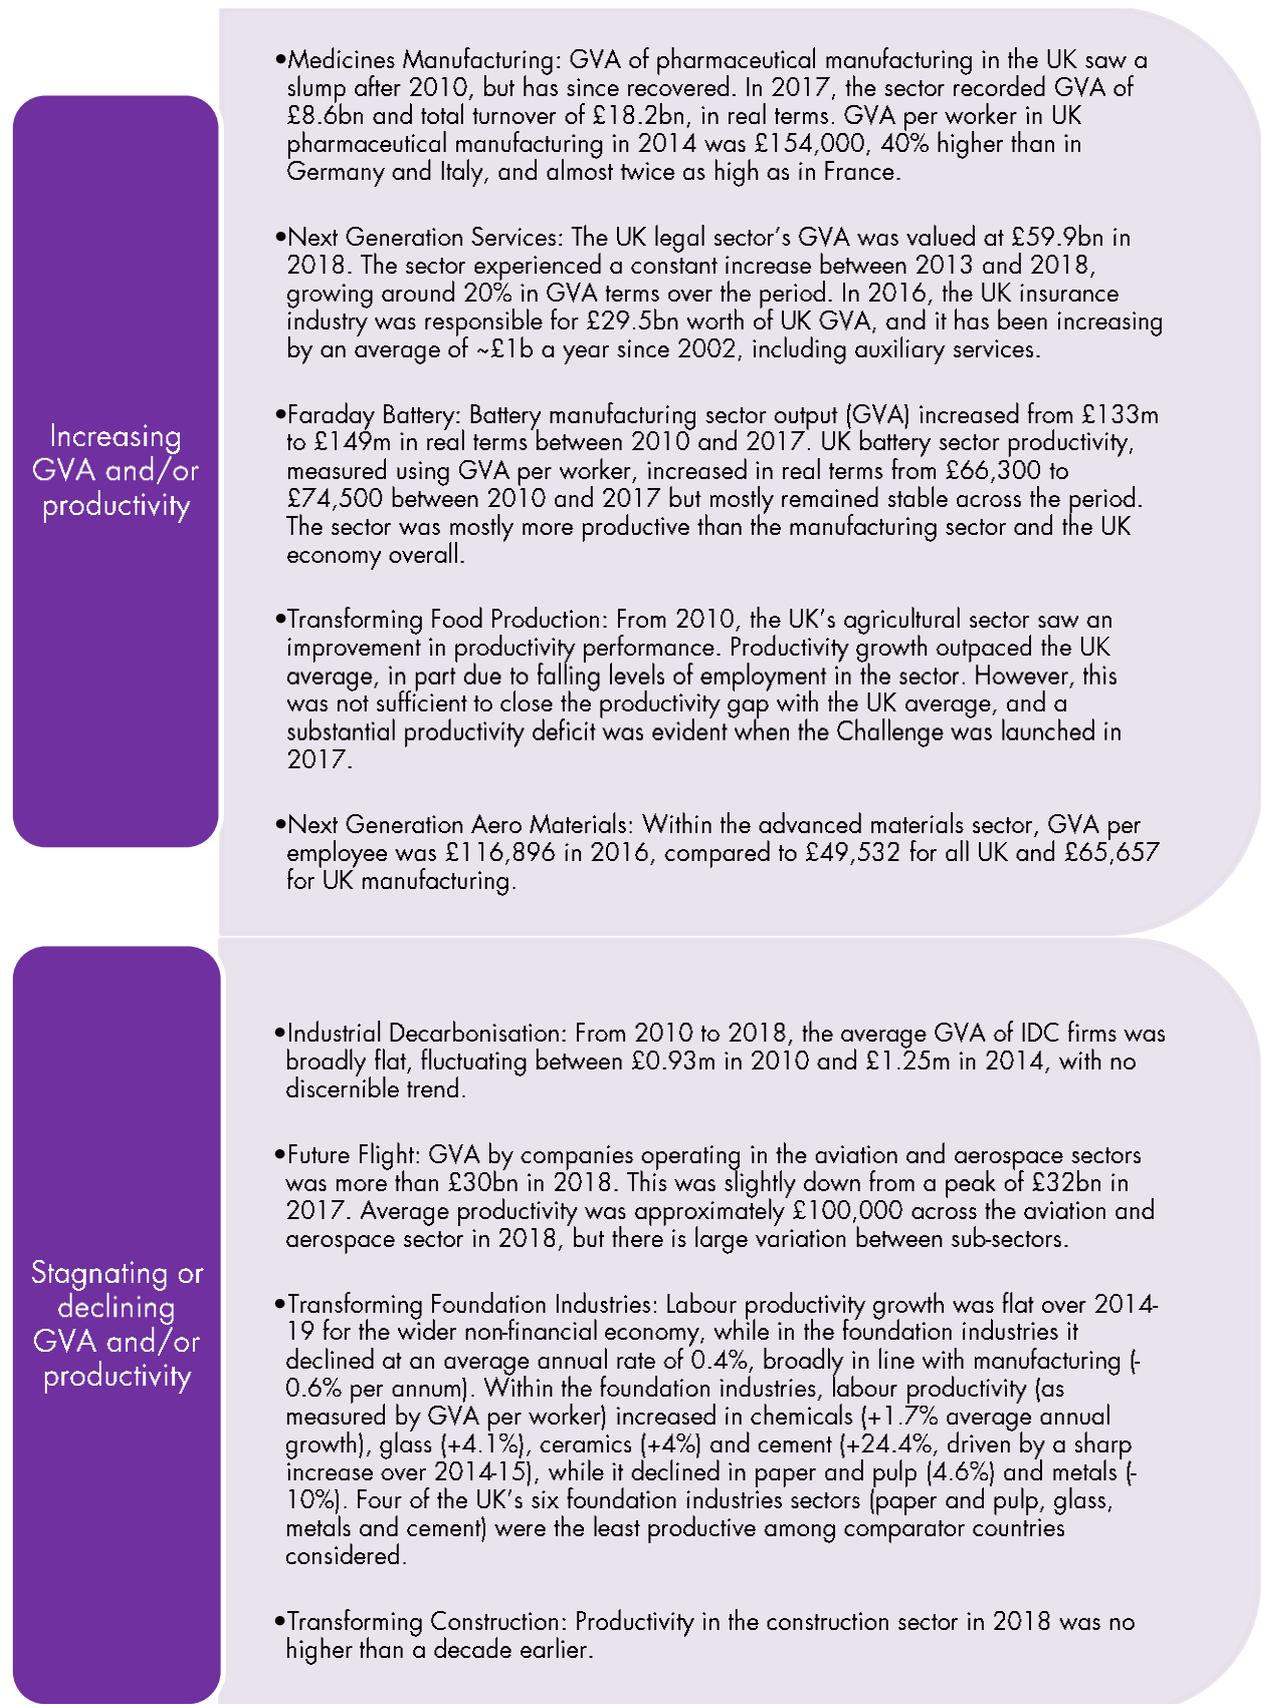 Increasing
GVA and/or
productivity
•Medicines Manufacturing: GVA of pharmaceutical manufacturing in the UK saw a
slump after 2010, but has since recovered. In 2017, the sector recorded GVA of
£8.6bn and total turnover of £18.2bn, in real terms. GVA per worker in UK
pharmaceutical manufacturing in 2014 was £154,000, 40% higher than in
Germany and Italy, and almost twice as high as in France.
•Next Generation Services: The UK legal sector's GVA was valued at £59.9bn in
2018. The sector experienced a constant increase between 2013 and 2018,
growing around 20% in GVA terms over the period. In 2016, the UK insurance
industry was responsible for £29.5bn worth of UK GVA, and it has been increasing
by an average of ~£1b a year since 2002, including auxiliary services.
•Faraday Battery: Battery manufacturing sector output (GVA) increased from £133m
to £149m in real terms between 2010 and 2017. UK battery sector productivity,
measured using GVA per worker, increased in real terms from £66,300 to
£74,500 between 2010 and 2017 but mostly remained stable across the period.
The sector was mostly more productive than the manufacturing sector and the UK
economy overall.
•Transforming Food Production: From 2010, the UK's agricultural sector saw an
improvement in productivity performance. Productivity growth outpaced the UK
average, in part due to falling levels of employment in the sector. However, this
was not sufficient to close the productivity gap with the UK average, and a
substantial productivity deficit was evident when the Challenge was launched in
2017.
•Next Generation Aero Materials: Within the advanced materials sector, GVA per
employee was £116,896 in 2016, compared to £49,532 for all UK and £65,657
for UK manufacturing.
Stagnating or
declining
GVA and/or
productivity
•Industrial Decarbonisation: From 2010 to 2018, the average GVA of IDC firms was
broadly flat, fluctuating between £0.93m in 2010 and £1.25m in 2014, with no
discernible trend.
•Future Flight: GVA by companies operating in the aviation and aerospace sectors
was more than £30bn in 2018. This was slightly down from a peak of £32bn in
2017. Average productivity was approximately £100,000 across the aviation and
aerospace sector in 2018, but there is large variation between sub-sectors.
•Transforming Foundation Industries: Labour productivity growth was flat over 2014-
19 for the wider non-financial economy, while in the foundation industries it
declined at an average annual rate of 0.4%, broadly in line with manufacturing (-
0.6% per annum). Within the foundation industries, labour productivity (as
measured by GVA per worker) increased in chemicals (+1.7% average annual
growth), glass (+4.1%), ceramics (+4%) and cement (+24.4%, driven by a sharp
increase over 2014-15), while it declined in paper and pulp (4.6%) and metals (-
10%). Four of the UK's six foundation industries sectors (paper and pulp, glass,
metals and cement) were the least productive among comparator countries
considered.
•Transforming Construction: Productivity in the construction sector in 2018 was no
higher than a decade earlier.